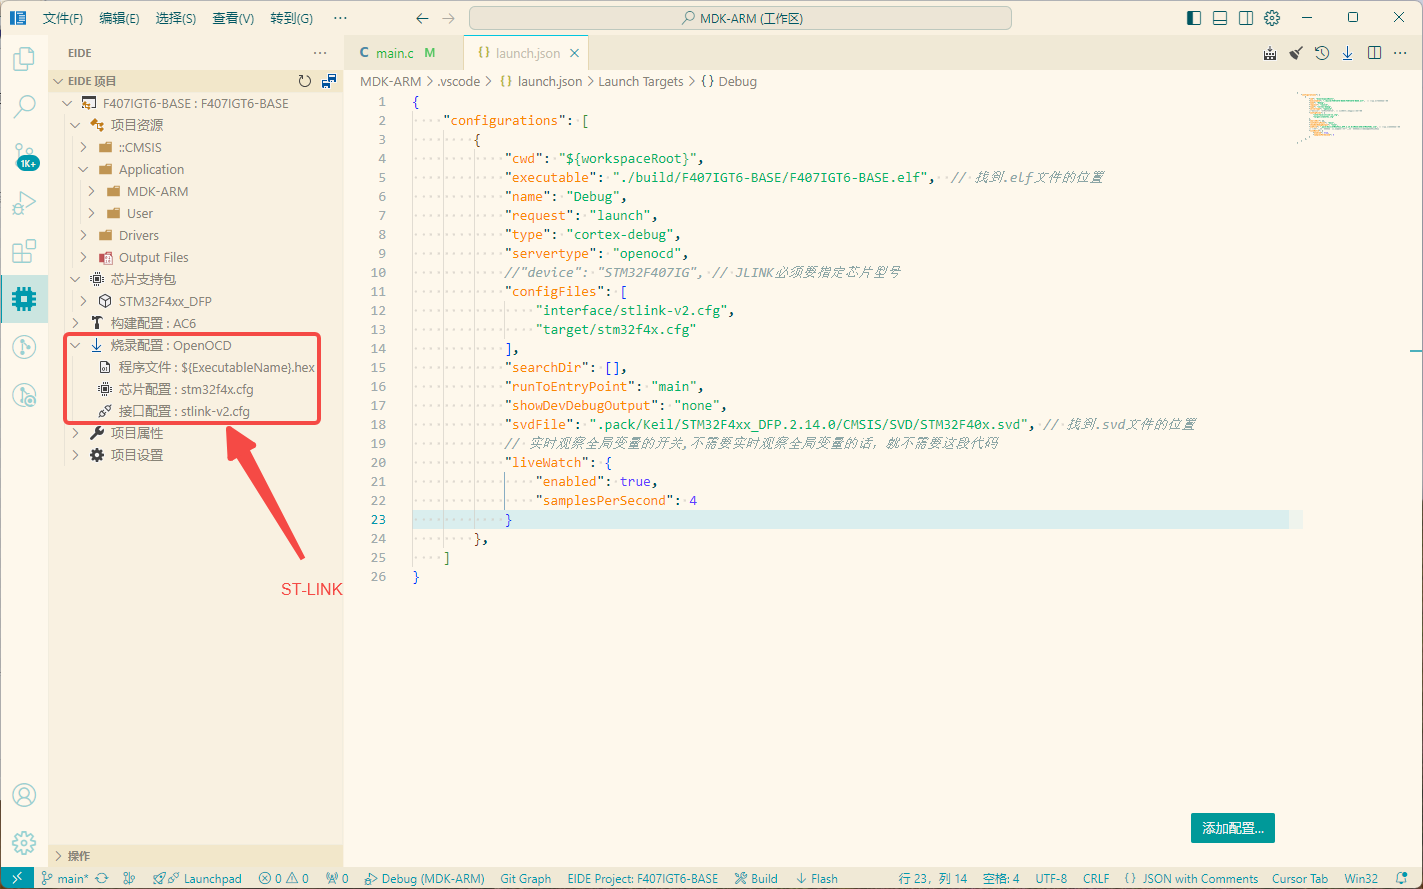 文件(F) 编辑(E) 选择(S) 查看(V) 转到(G) ··· MDK-ARM (工作区)
EIDE ···
C main.c M {} launch.json ···
EIDE 项目
MDK-ARM > .vscode > {} launch.json > Launch Targets > {} Debug
F407IGT6-BASE : F407IGT6-BASE
项目资源
::CMSIS
Application
MDK-ARM
User
Drivers
Output Files
芯片支持包
STM32F4xx_DFP
构建配置 : AC6
烧录配置 : OpenOCD
程序文件 : ${ExecutableName}.hex
芯片配置 : stm32f4x.cfg
接口配置 : stlink-v2.cfg
项目属性
项目设置
1K+
ST-LINK
操作
1 {
2 "configurations": [
3 {
4 "cwd": "${workspaceRoot}",
5 "executable": "./build/F407IGT6-BASE/F407IGT6-BASE.elf", // 找到.elf文件的位置
6 "name": "Debug",
7 "request": "launch",
8 "type": "cortex-debug",
9 "servertype": "openocd",
10 //"device": "STM32F407IG", // JLINK必须要指定芯片型号
11 "configFiles": [
12 "interface/stlink-v2.cfg",
13 "target/stm32f4x.cfg"
14 ],
15 "searchDir": [],
16 "runToEntryPoint": "main",
17 "showDevDebugOutput": "none",
18 "svdFile": ".pack/Keil/STM32F4xx_DFP.2.14.0/CMSIS/SVD/STM32F40x.svd", // 找到.svd文件的位置
19 // 实时观察全局变量的开关,不需要实时观察全局变量的话，就不需要这段代码
20 "liveWatch": {
21 "enabled": true,
22 "samplesPerSecond": 4
23 }
24 },
25 ]
26 }
添加配置...
main* Launchpad 0 0 0 Debug (MDK-ARM) Git Graph EIDE Project: F407IGT6-BASE Build Flash 行 23，列 14 空格: 4 UTF-8 CRLF {} JSON with Comments Cursor Tab Win32